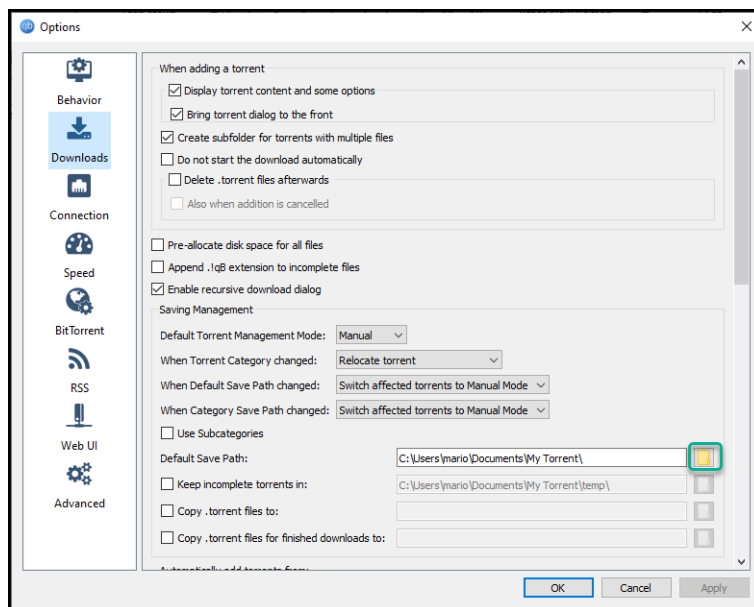 Options
Behavior
Downloads
Connection
Speed
BitTorrent
RSS
Web UI
Advanced
When adding a torrent
Display torrent content and some options
Bring torrent dialog to the front
Create subfolder for torrents with multiple files
Do not start the download automatically
Delete .torrent files afterwards
Also when addition is cancelled
Pre-allocate disk space for all files
Append .!qB extension to incomplete files
Enable recursive download dialog
Saving Management
Default Torrent Management Mode: Manual
When Torrent Category changed: Relocate torrent
When Default Save Path changed: Switch affected torrents to Manual Mode
When Category Save Path changed: Switch affected torrents to Manual Mode
Use Subcategories
Default Save Path: C:\Users\mario\Documents\My Torrent\
Keep incomplete torrents in: C:\Users\mario\Documents\My Torrent\temp\
Copy .torrent files to:
Copy .torrent files for finished downloads to:
Automatically add torrents from:
OK Cancel Apply